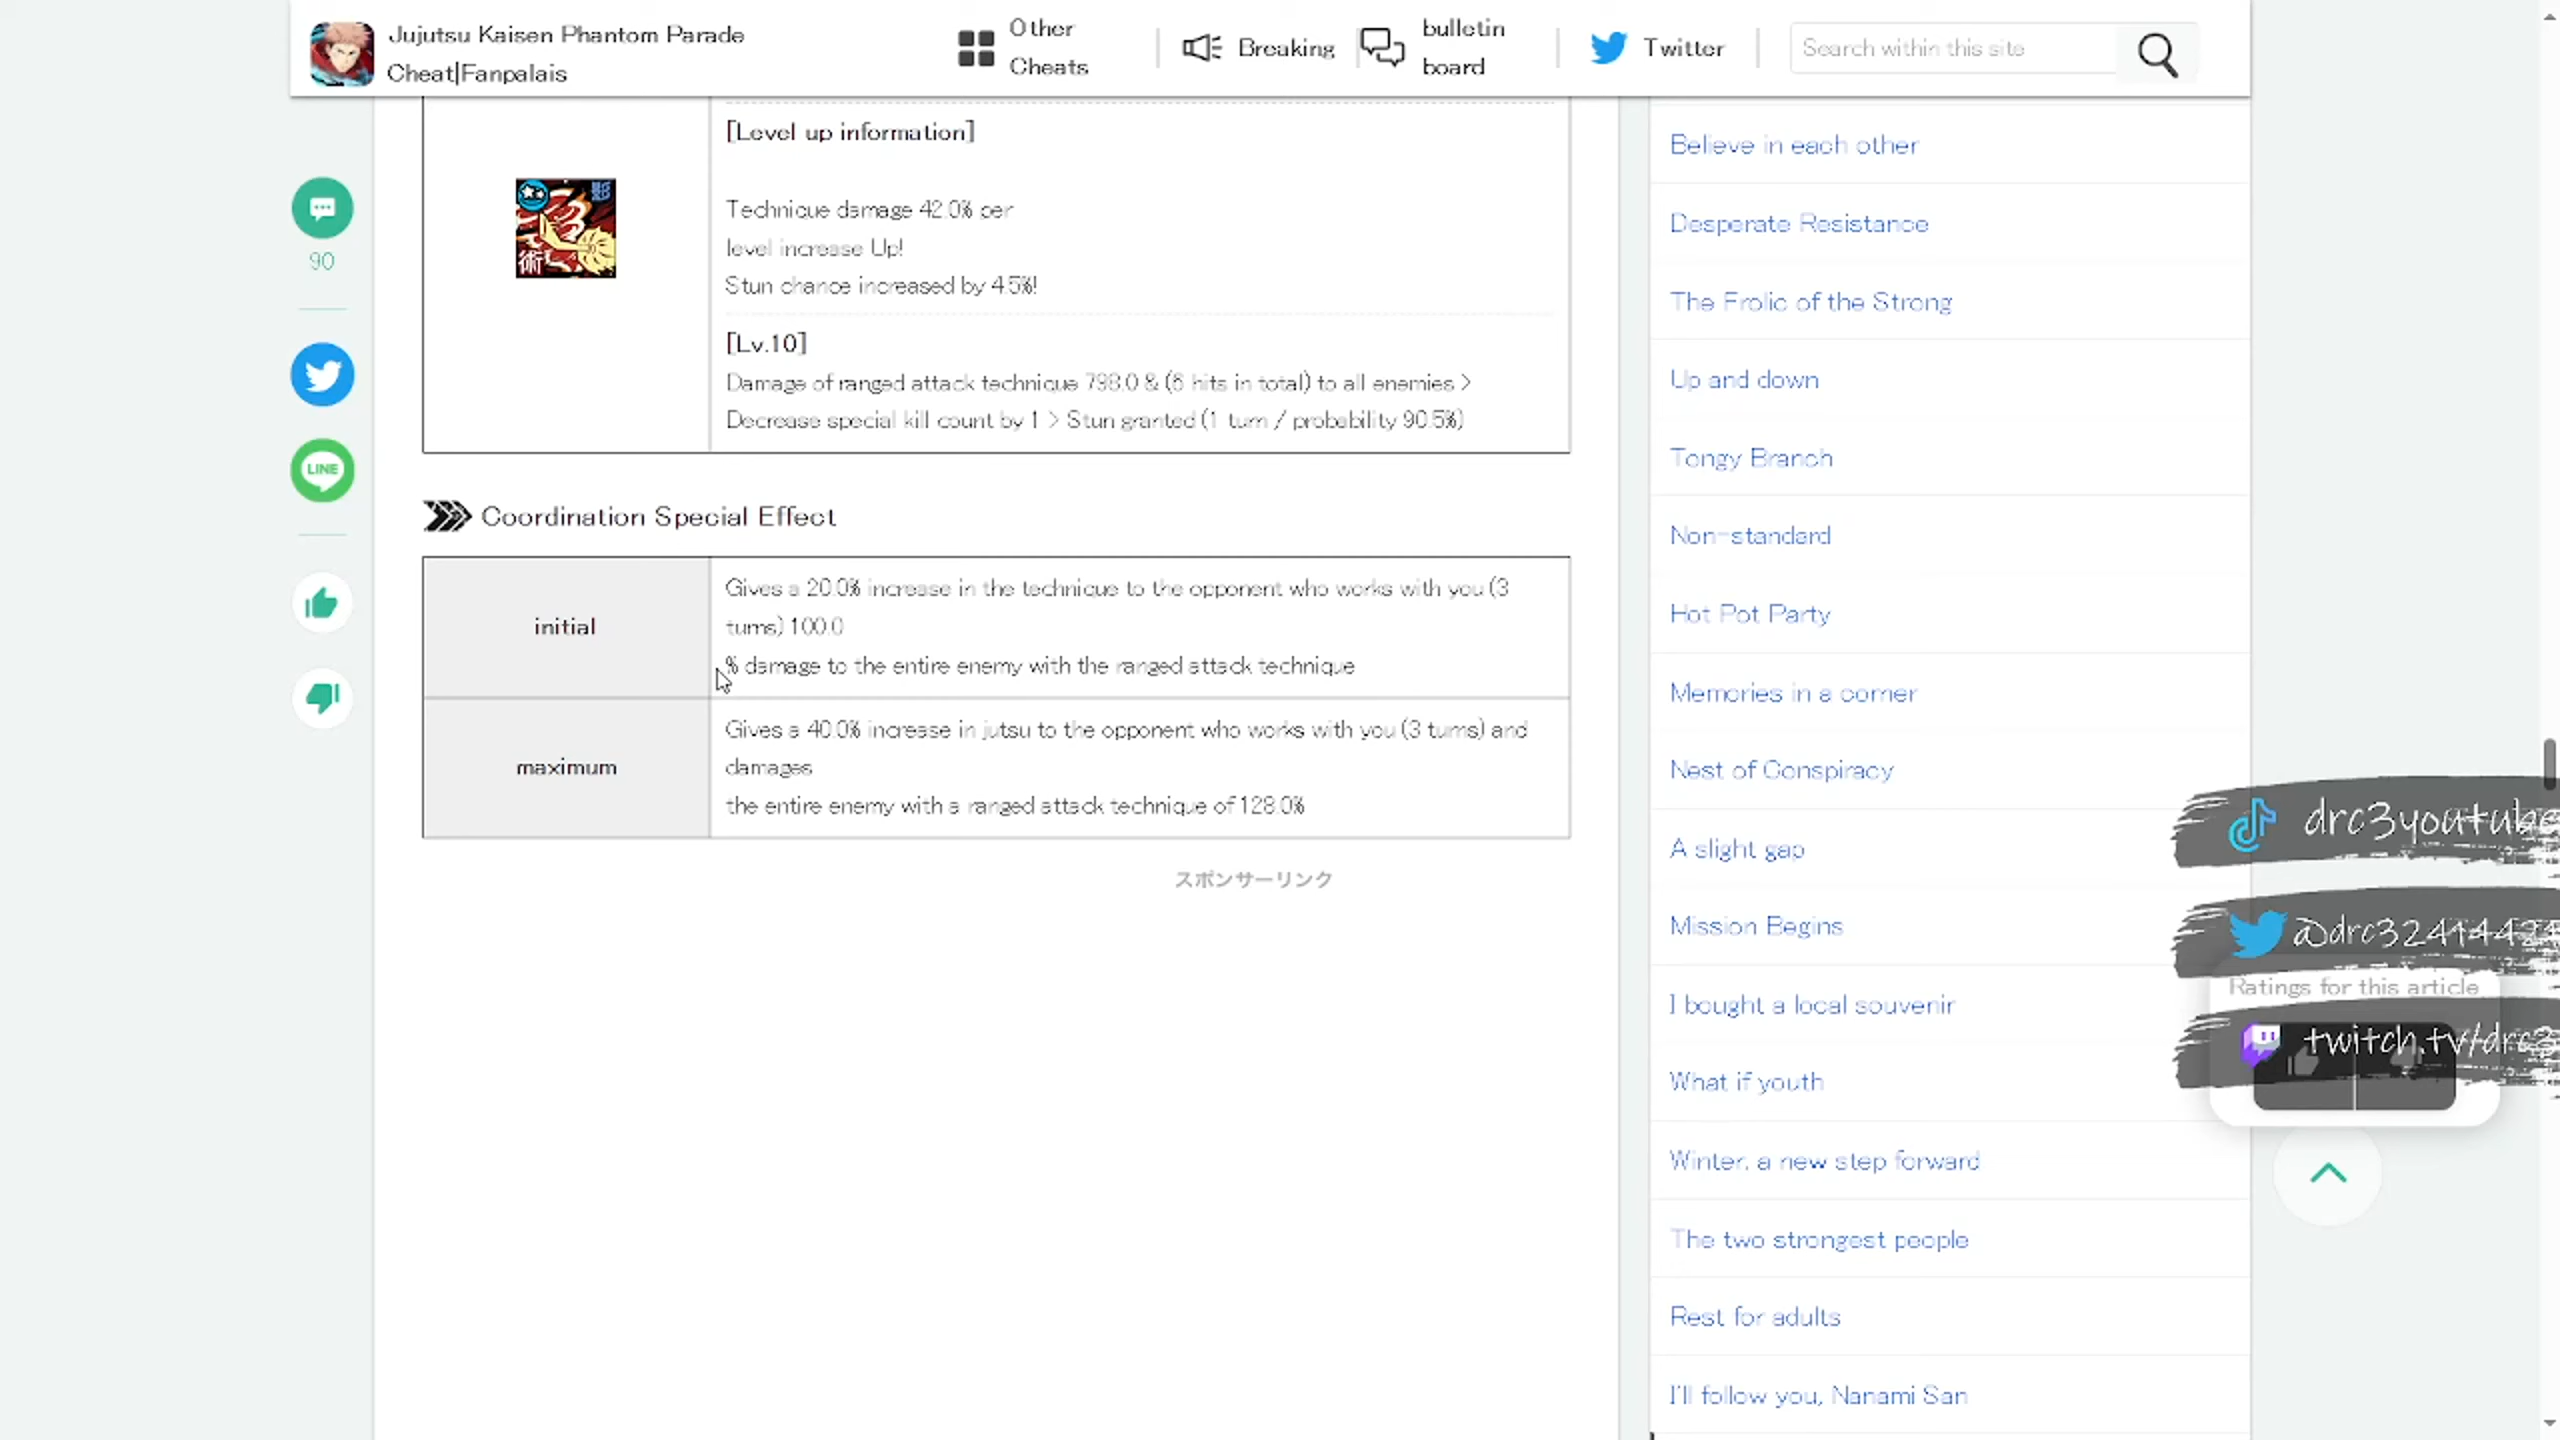 Jujutsu Kaisen Phantom Parade
Cheat|Fanpalais
Other
Cheats
Breaking
bulletin
board
Twitter
Search within this site
[Level up information]
Technique damage 42.0% per
level increase Up!
Stun chance increased by 4.5%!
[Lv.10]
Damage of ranged attack technique 798.0 & (6 hits in total) to all enemies >
Decrease special kill count by 1 > Stun granted (1 turn / probability 90.5%)
90
LINE
Coordination Special Effect
initial
Gives a 20.0% increase in the technique to the opponent who works with you (3
turns) 100.0
% damage to the entire enemy with the ranged attack technique
maximum
Gives a 40.0% increase in jutsu to the opponent who works with you (3 turns) and
damages
the entire enemy with a ranged attack technique of 128.0%
スポンサーリンク
Believe in each other
Desperate Resistance
The Frolic of the Strong
Up and down
Tongy Branch
Non-standard
Hot Pot Party
Memories in a corner
Nest of Conspiracy
A slight gap
Mission Begins
I bought a local souvenir
What if youth
Winter, a new step forward
The two strongest people
Rest for adults
I'll follow you, Nanami San
drc3youtube
@drc32414424
Ratings for this article
twitch.tv/drc3
術